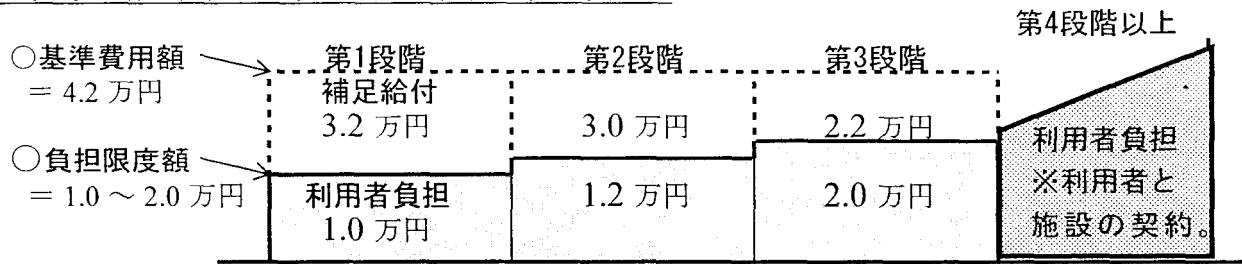 第4段階以上
○基準費用額
= 4.2 万円
第1段階
第2段階
第3段階
補足給付
3.2 万円
3.0 万円
2.2 万円
○負担限度額
= 1.0 ～ 2.0 万円
利用者負担
1.0 万円
1.2 万円
2.0 万円
利用者負担
※利用者と
施設の契約。